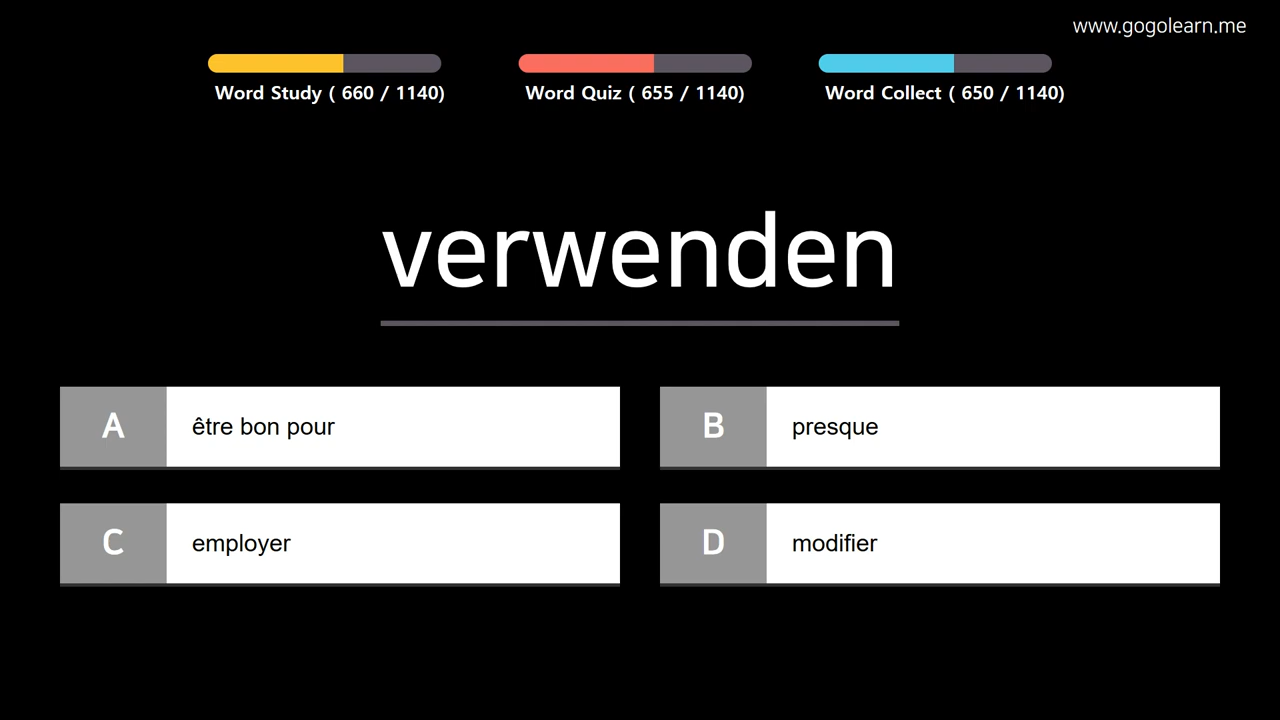 www.gogolearn.me
Word Study ( 660 / 1140)
Word Quiz ( 655 / 1140)
Word Collect ( 650 / 1140)
verwenden
A être bon pour
B presque
C employer
D modifier